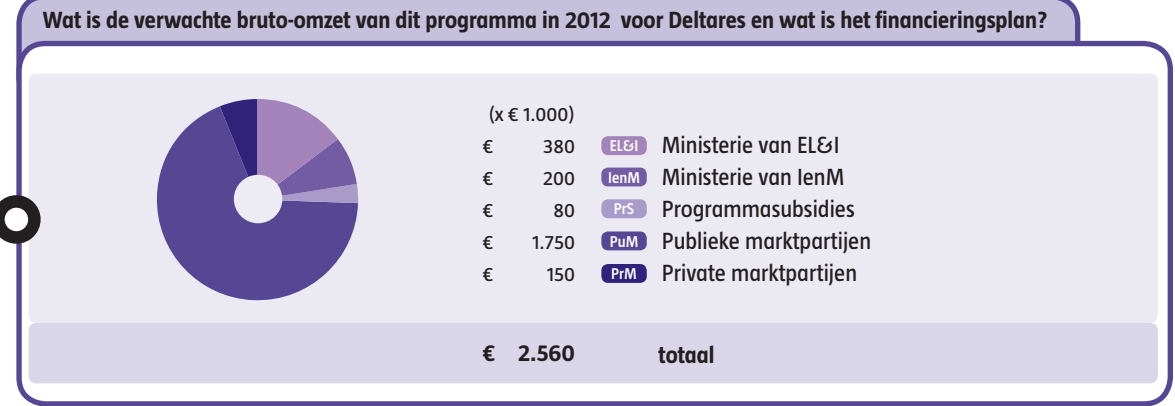 Wat is de verwachte bruto-omzet van dit programma in 2012 voor Deltares en wat is het financieringsplan?
(x € 1.000)
€ 380 EL&I Ministerie van EL&I
€ 200 IenM Ministerie van IenM
€ 80 PrS Programmasubsidies
€ 1.750 PuM Publieke marktpartijen
€ 150 PrM Private marktpartijen
€ 2.560 totaal